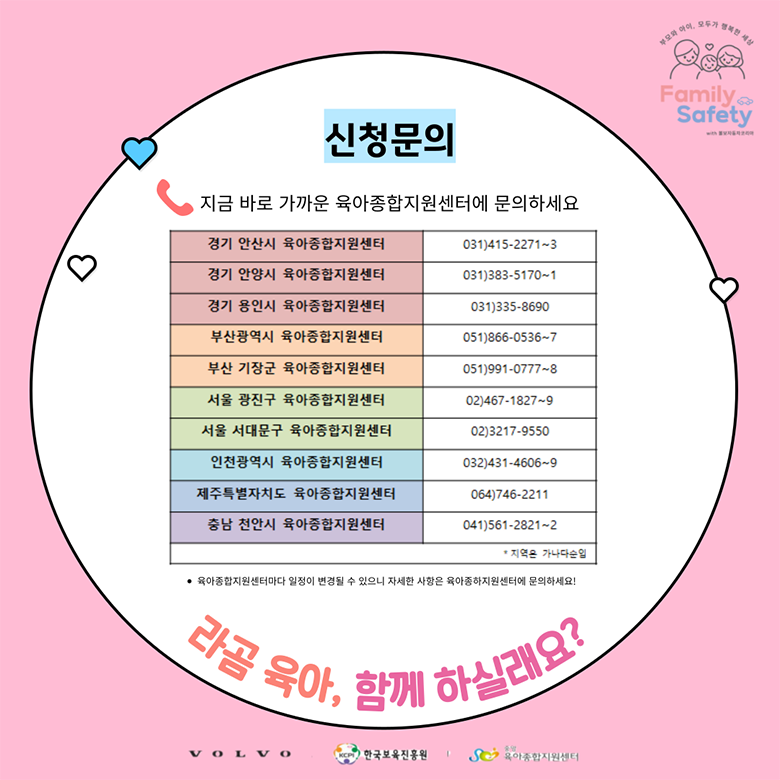 부모와 아이, 모두가 행복한 세상
Family
Safety
with 볼보자동차코리아
신청문의
지금 바로 가까운 육아종합지원센터에 문의하세요
경기 안산시 육아종합지원센터 031)415-2271~3
경기 안양시 육아종합지원센터 031)383-5170~1
경기 용인시 육아종합지원센터 031)335-8690
부산광역시 육아종합지원센터 051)866-0536~7
부산 기장군 육아종합지원센터 051)991-0777~8
서울 광진구 육아종합지원센터 02)467-1827~9
서울 서대문구 육아종합지원센터 02)3217-9550
인천광역시 육아종합지원센터 032)431-4606~9
제주특별자치도 육아종합지원센터 064)746-2211
충남 천안시 육아종합지원센터 041)561-2821~2
* 지역은 가나다순임
● 육아종합지원센터마다 일정이 변경될 수 있으니 자세한 사항은 육아종하지원센터에 문의하세요!
라곰 육아, 함께 하실래요?
VOLVO KCPI 한국보육진흥원 | 중앙 육아종합지원센터